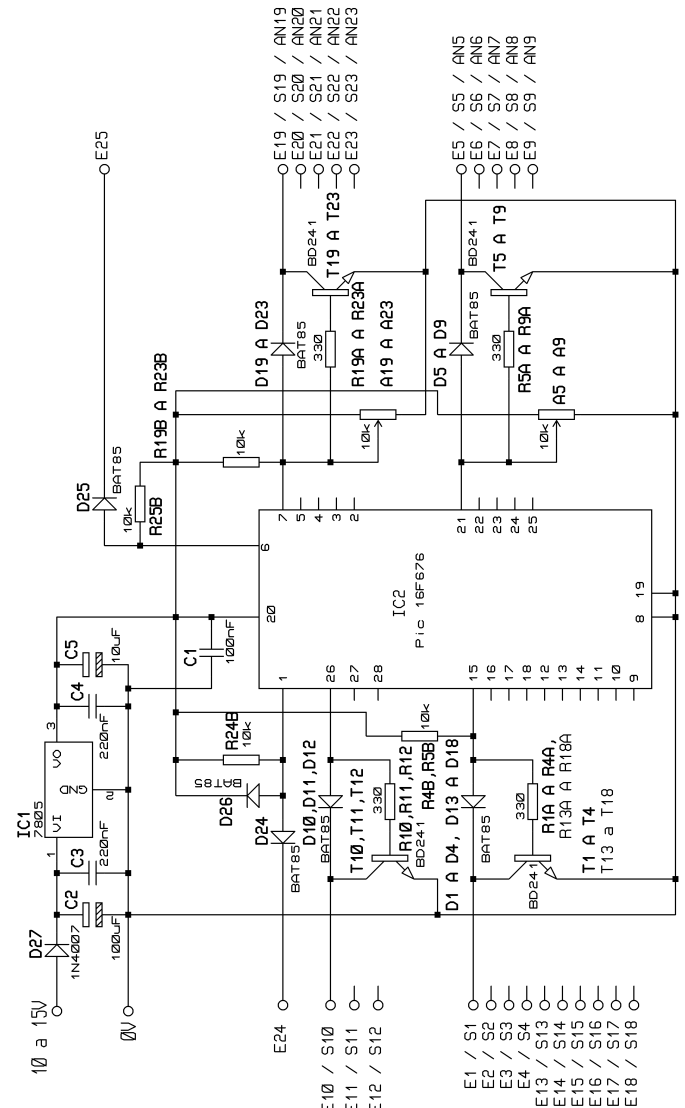 10 a 15V
0V
D27
1N4007
C2
100uF
C3
220nF
IC1
7805
VI
VO
GND
1
2
3
C4
220nF
C5
10uF
C1
100nF
D25
BAT85
10k
R25B
E25
R19B A R23B
10k
R24B
10k
BAT85
D26
D24
BAT85
E24
D19 A D23
BAT85
330
R19A A R23A
A19 A A23
10k
BD241
T19 A T23
E19 / S19 / AN19
E20 / S20 / AN20
E21 / S21 / AN21
E22 / S22 / AN22
E23 / S23 / AN23
D5 A D9
BAT85
330
R5A A R9A
A5 A A9
10k
BD241
T5 A T9
E5 / S5 / AN5
E6 / S6 / AN6
E7 / S7 / AN7
E8 / S8 / AN8
E9 / S9 / AN9
IC2
Pic 16F676
20
6
7
5
4
3
2
21
22
23
24
25
1
26
27
28
15
16
17
18
12
13
14
11
10
9
8
19
D10,D11,D12
BAT85
330
T10,T11,T12
R10,R11,R12
BD241
R4B,R5B
10k
D1 A D4, D13 A D18
BAT85
330
R1A A R4A,
R13A A R18A
BD241
T1 A T4
T13 a T18
E10 / S10
E11 / S11
E12 / S12
E1 / S1
E2 / S2
E3 / S3
E4 / S4
E13 / S13
E14 / S14
E15 / S15
E16 / S16
E17 / S17
E18 / S18